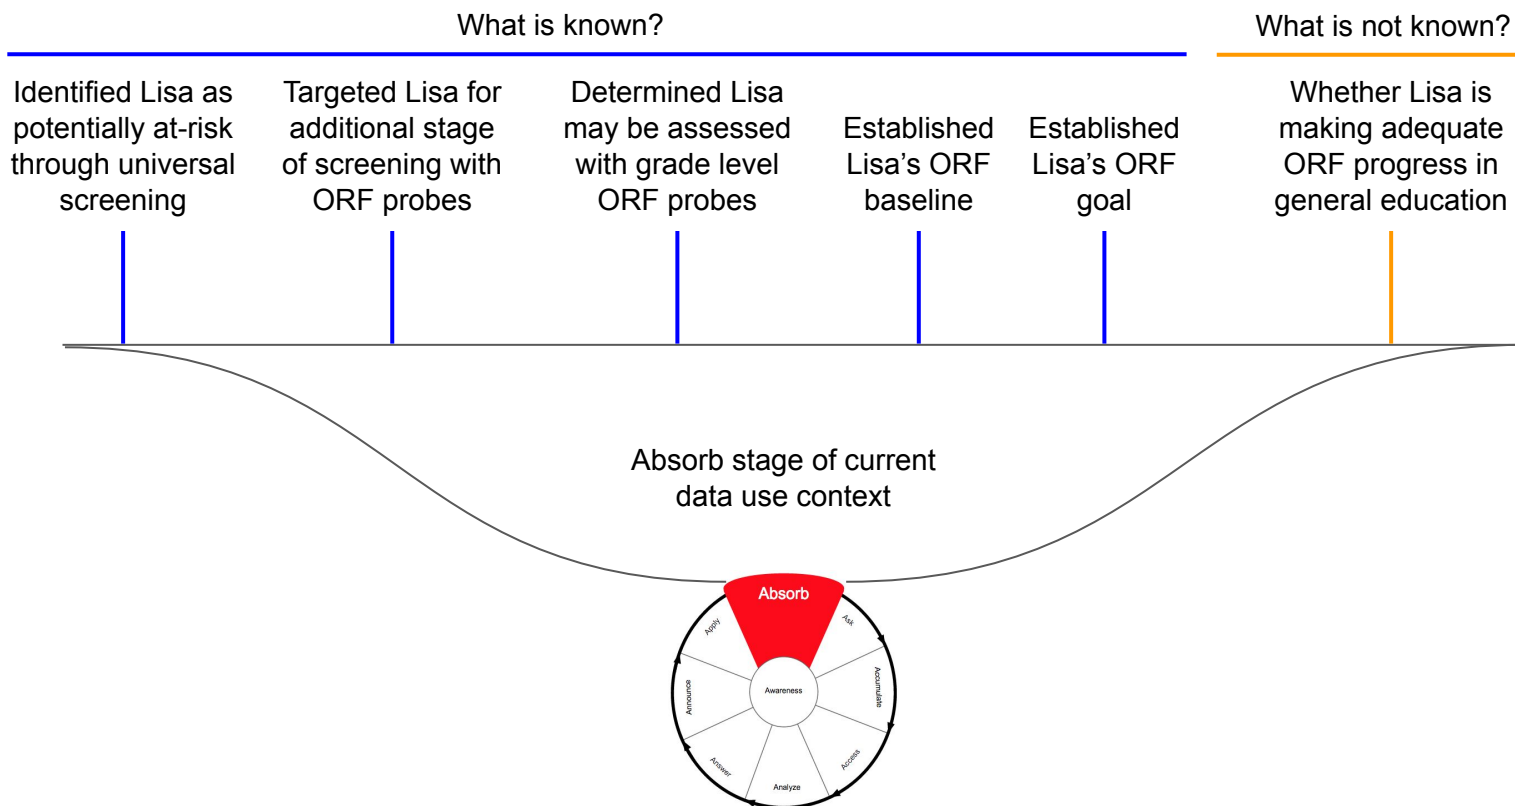 What is known?
What is not known?
Identified Lisa as
potentially at-risk
through universal
screening
Targeted Lisa for
additional stage
of screening with
ORF probes
Determined Lisa
may be assessed
with grade level
ORF probes
Established
Lisa’s ORF
baseline
Established
Lisa’s ORF
goal
Whether Lisa is
making adequate
ORF progress in
general education
Absorb stage of current
data use context
Absorb
Ask
Accumulate
Access
Analyze
Answer
Announce
Apply
Awareness